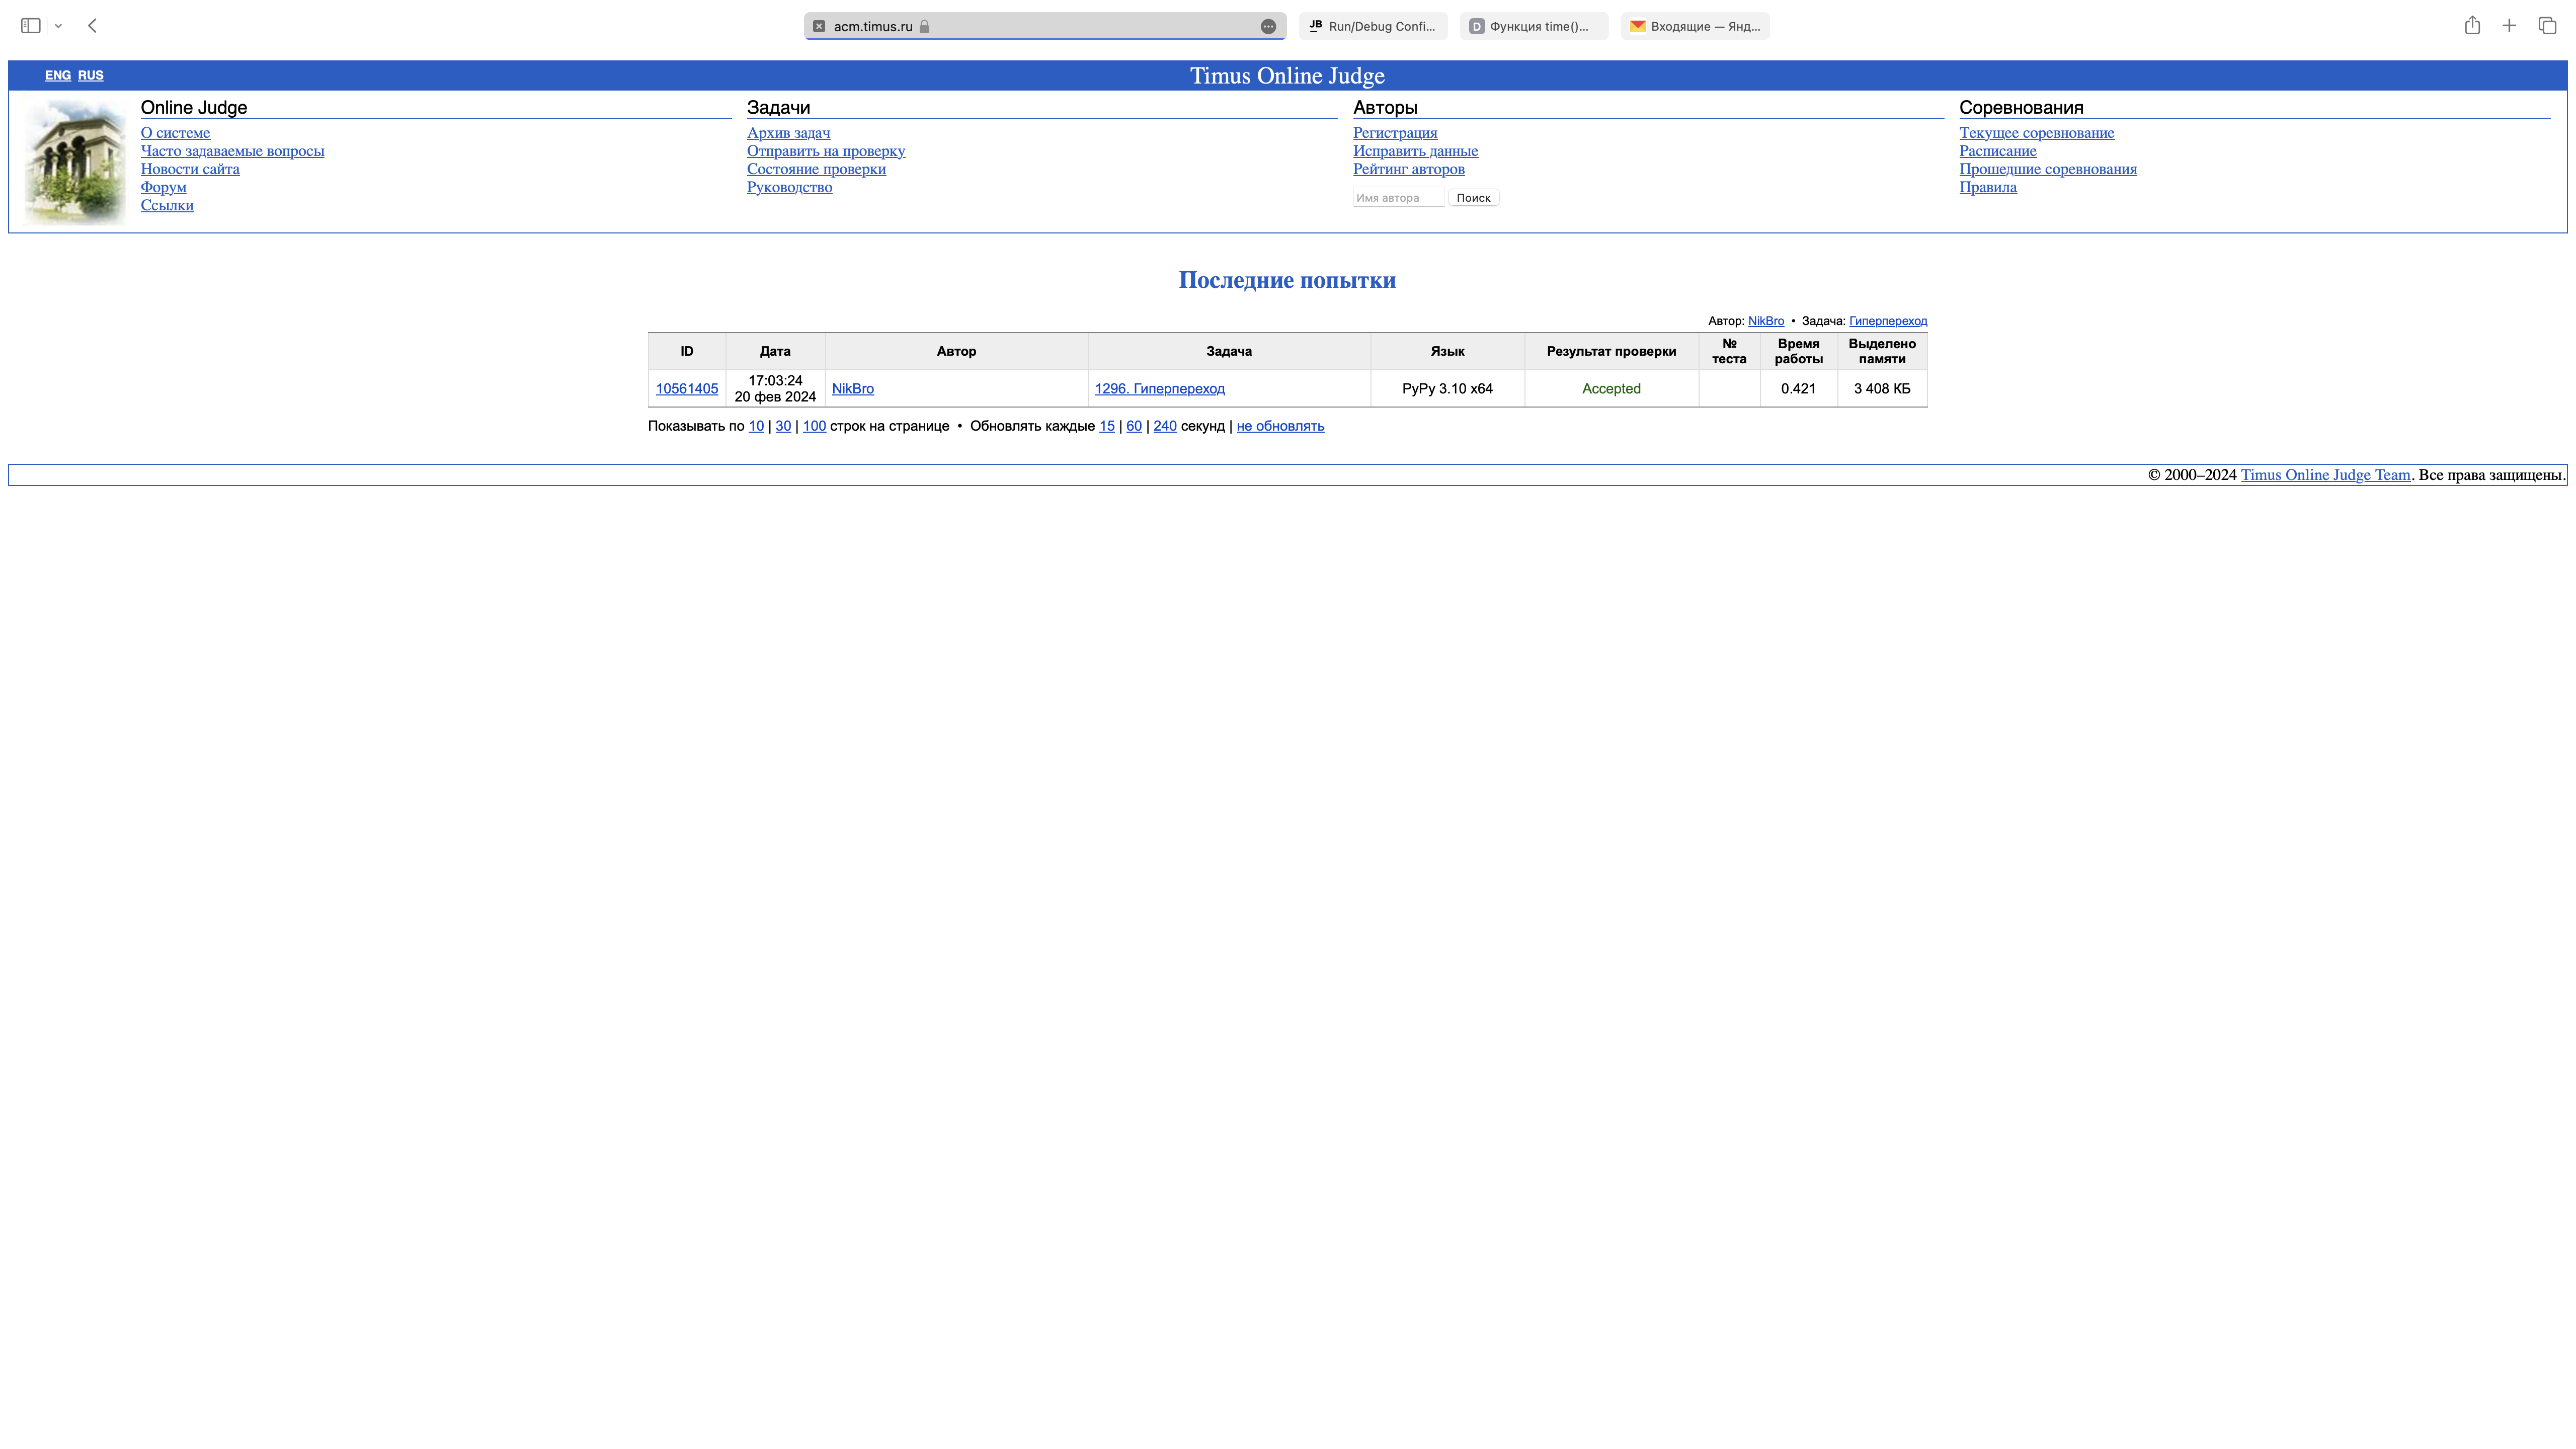 acm.timus.ru
JB Run/Debug Confi...
D Функция time()...
Входящие — Янд...
ENG RUS
Timus Online Judge
Online Judge
О системе
Часто задаваемые вопросы
Новости сайта
Форум
Ссылки
Задачи
Архив задач
Отправить на проверку
Состояние проверки
Руководство
Авторы
Регистрация
Исправить данные
Рейтинг авторов
Имя автора Поиск
Соревнования
Текущее соревнование
Расписание
Прошедшие соревнования
Правила
Последние попытки
Автор: NikBro • Задача: Гиперпереход
ID Дата Автор Задача Язык Результат проверки № теста Время работы Выделено памяти
10561405 17:03:24 20 фев 2024 NikBro 1296. Гиперпереход PyPy 3.10 x64 Accepted 0.421 3 408 КБ
Показывать по 10 | 30 | 100 строк на странице • Обновлять каждые 15 | 60 | 240 секунд | не обновлять
© 2000–2024 Timus Online Judge Team. Все права защищены.